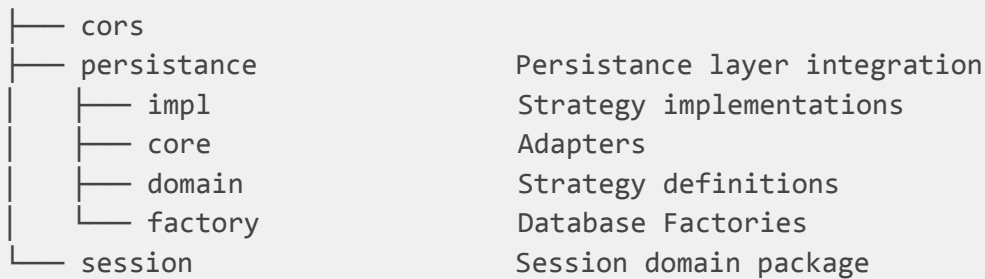 ├── cors
├── persistance Persistance layer integration
│ ├── impl Strategy implementations
│ ├── core Adapters
│ ├── domain Strategy definitions
│ └── factory Database Factories
└── session Session domain package